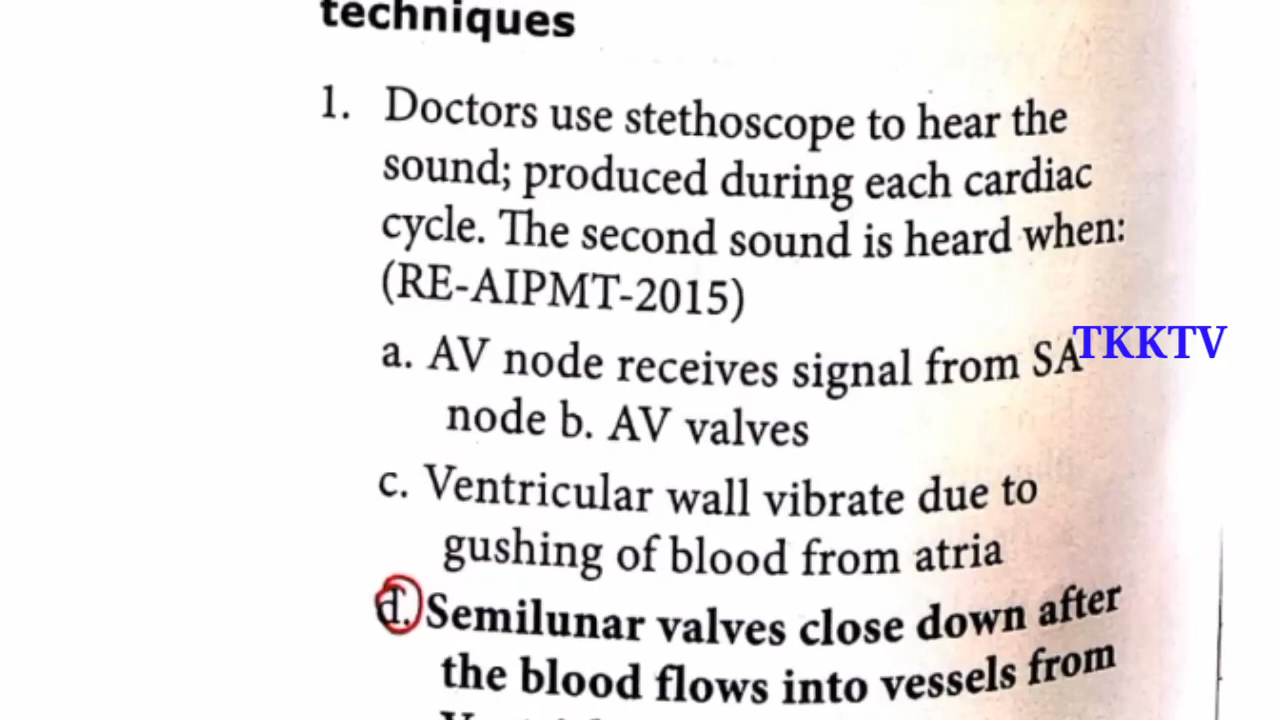 techniques
1. Doctors use stethoscope to hear the
sound; produced during each cardiac
cycle. The second sound is heard when:
(RE-AIPMT-2015)
a. AV node receives signal from SA
TKKTV
node b. AV valves
c. Ventricular wall vibrate due to
gushing of blood from atria
d. Semilunar valves close down after
the blood flows into vessels from